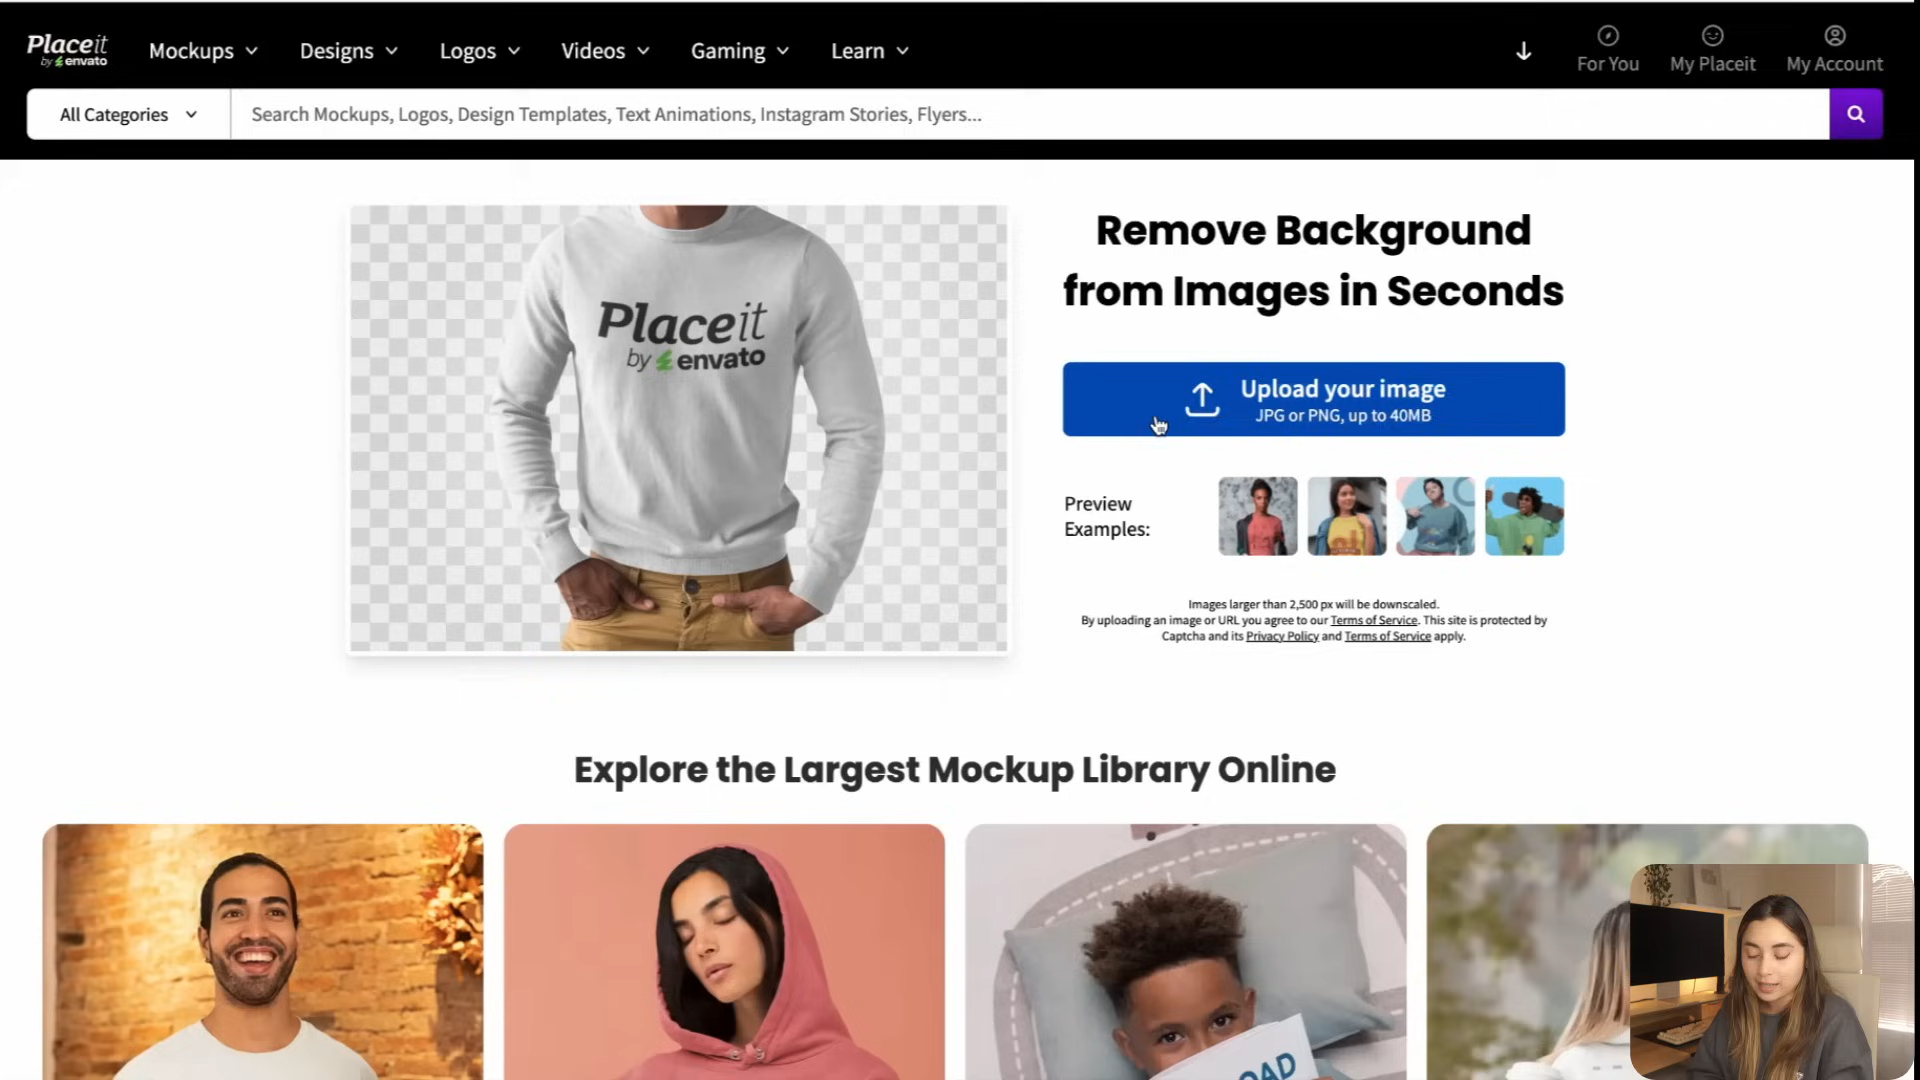 Placeit
by envato
Mockups
Designs
Logos
Videos
Gaming
Learn
For You
My Placeit
My Account
All Categories
Search Mockups, Logos, Design Templates, Text Animations, Instagram Stories, Flyers...
Placeit
by envato
Remove Background
from Images in Seconds
Upload your image
JPG or PNG, up to 40MB
Preview
Examples:
Images larger than 2,500 px will be downscaled.
By uploading an image or URL you agree to our Terms of Service. This site is protected by
Captcha and its Privacy Policy and Terms of Service apply.
Explore the Largest Mockup Library Online